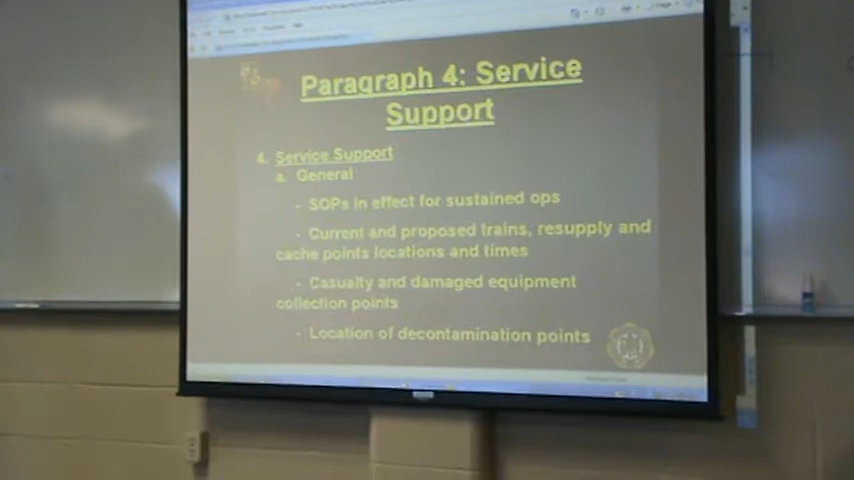 Paragraph 4: Service
Support
4. Service Support
a. General
- SOPs in effect for sustained ops
- Current and proposed trains, resupply and
cache points locations and times
- Casualty and damaged equipment
collection points
- Location of decontamination points